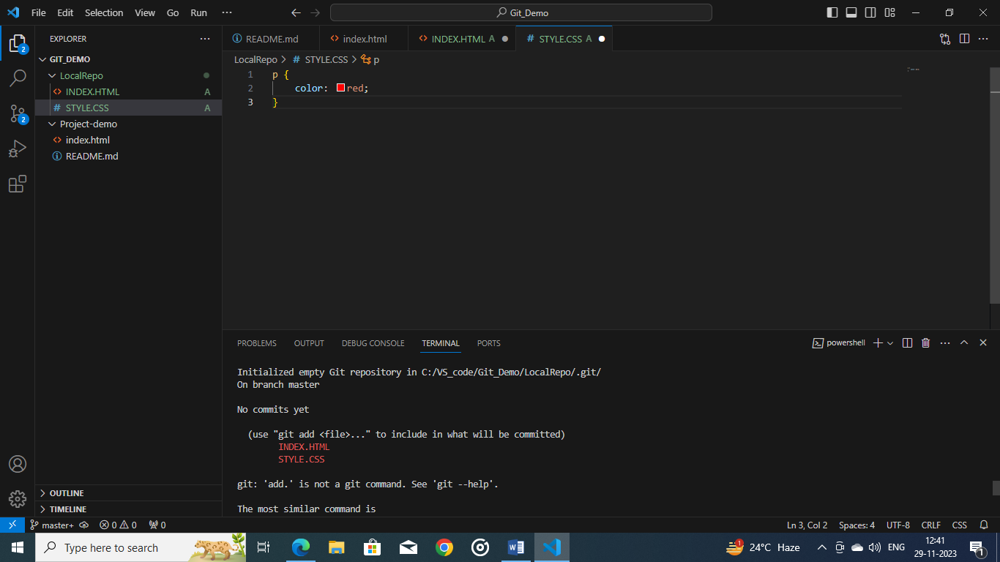 File Edit Selection View Go Run ··· Git_Demo
EXPLORER ···
README.md index.html INDEX.HTML A STYLE.CSS A
GIT_DEMO
LocalRepo
INDEX.HTML A
STYLE.CSS A
Project-demo
index.html
README.md
LocalRepo > # STYLE.CSS > p
1 p {
2 color: red;
3 }
PROBLEMS OUTPUT DEBUG CONSOLE TERMINAL PORTS
powershell
Initialized empty Git repository in C:/VS_code/Git_Demo/LocalRepo/.git/
On branch master
No commits yet
(use "git add <file>..." to include in what will be committed)
INDEX.HTML
STYLE.CSS
git: 'add.' is not a git command. See 'git --help'.
The most similar command is
2
2
OUTLINE
TIMELINE
master+ 0 0 0 Ln 3, Col 2 Spaces: 4 UTF-8 CRLF CSS
Type here to search 1 24°C Haze ENG 12:41
29-11-2023 1